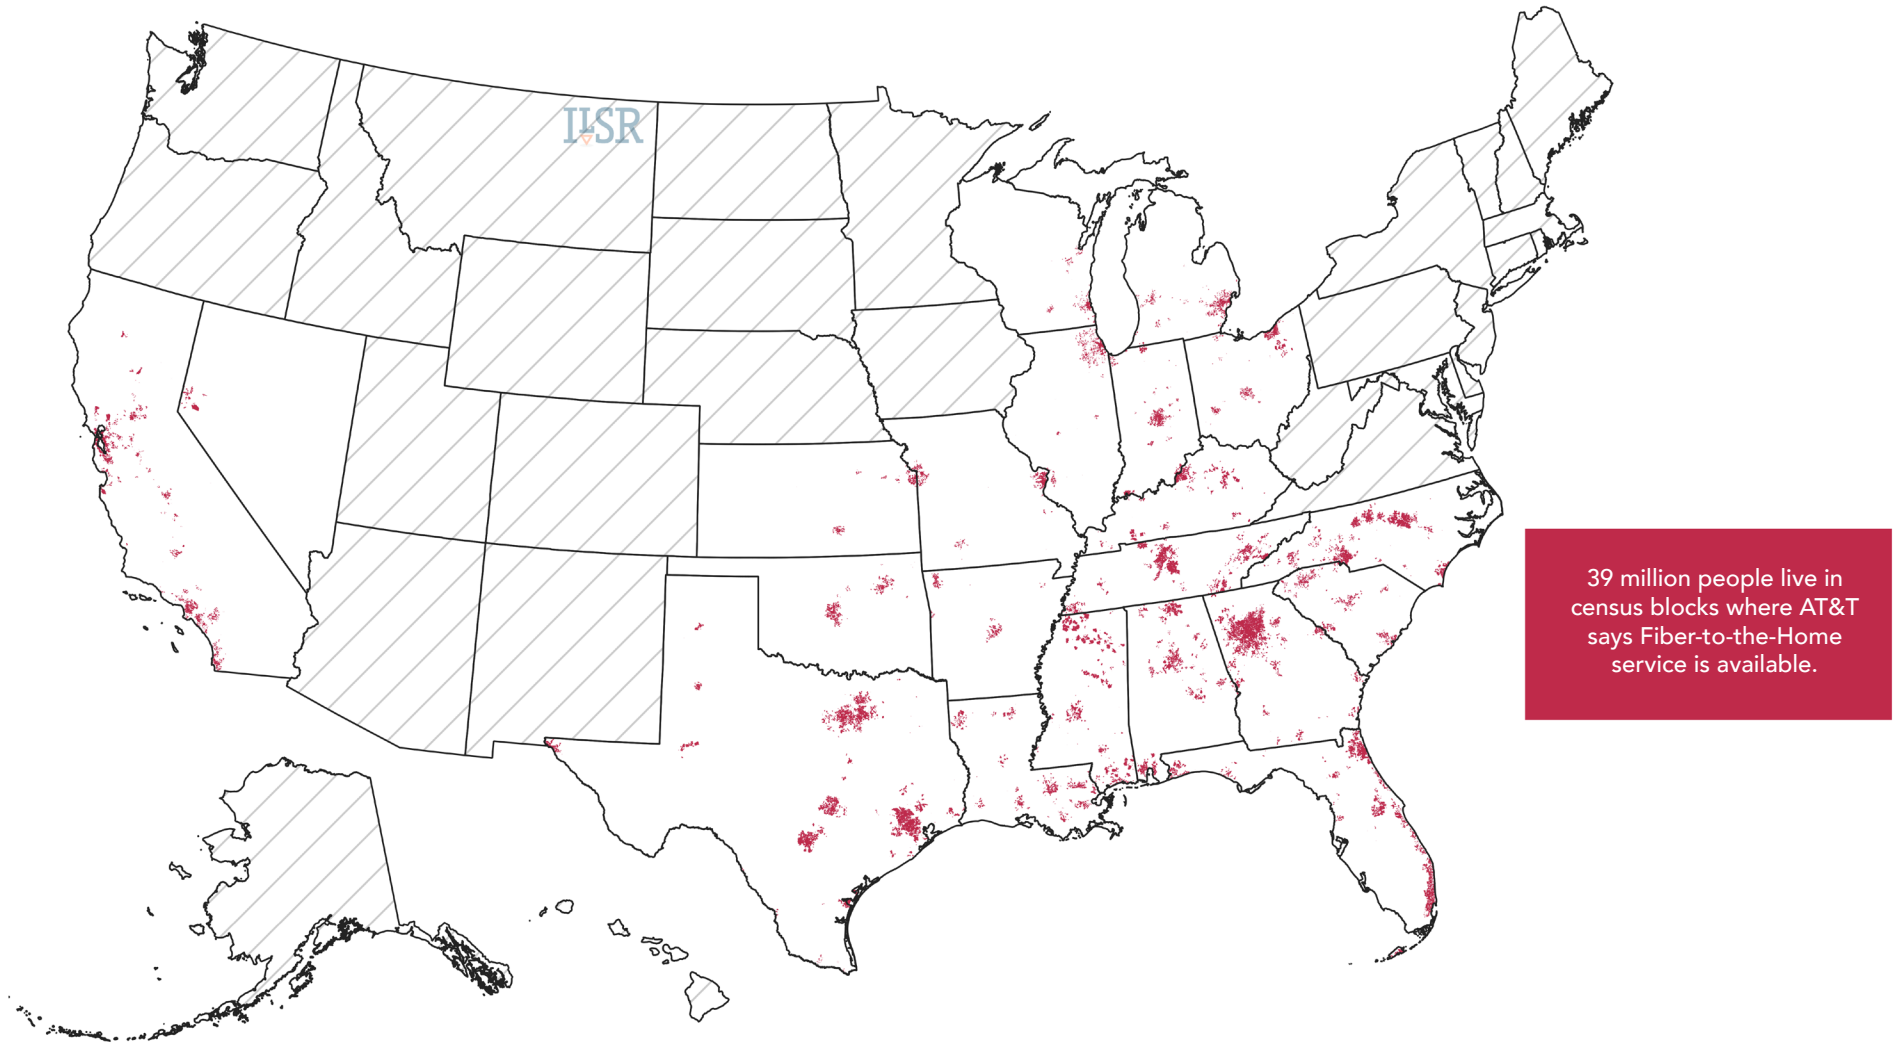 ILSR
39 million people live in
census blocks where AT&T
says Fiber-to-the-Home
service is available.